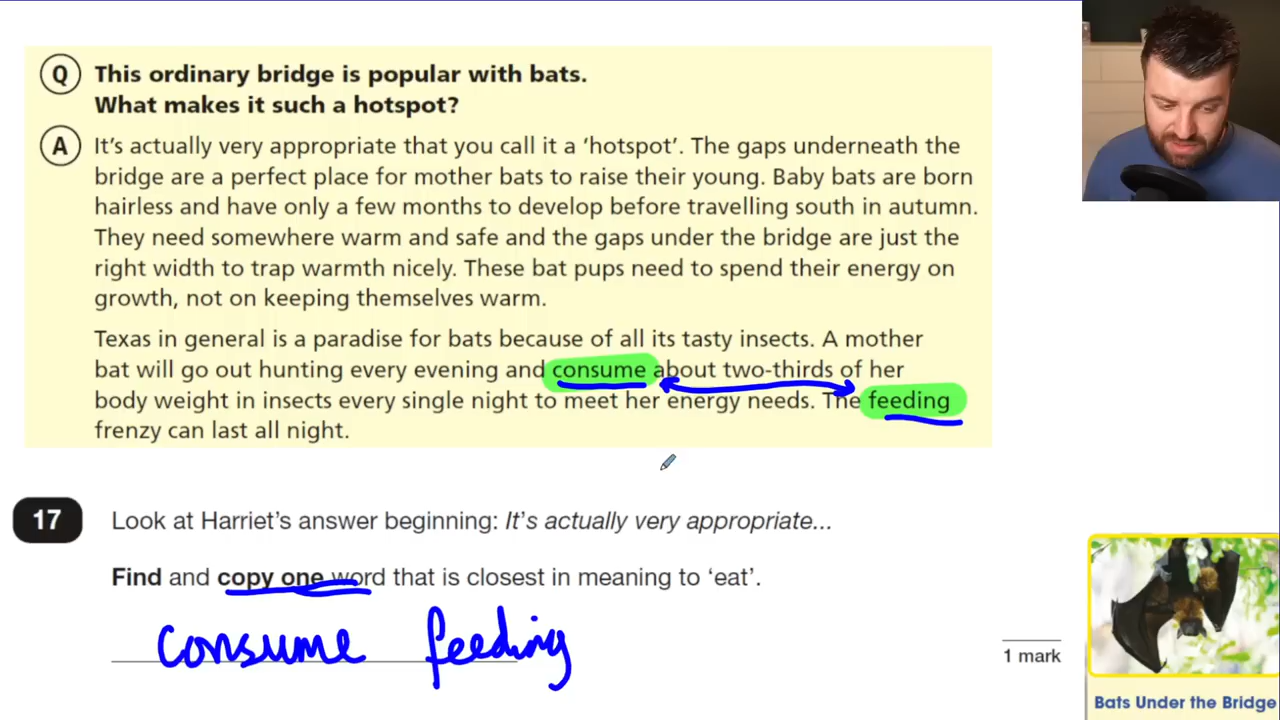 Q This ordinary bridge is popular with bats.
What makes it such a hotspot?
A It's actually very appropriate that you call it a 'hotspot'. The gaps underneath the
bridge are a perfect place for mother bats to raise their young. Baby bats are born
hairless and have only a few months to develop before travelling south in autumn.
They need somewhere warm and safe and the gaps under the bridge are just the
right width to trap warmth nicely. These bat pups need to spend their energy on
growth, not on keeping themselves warm.
Texas in general is a paradise for bats because of all its tasty insects. A mother
bat will go out hunting every evening and consume about two-thirds of her
body weight in insects every single night to meet her energy needs. The feeding
frenzy can last all night.
17 Look at Harriet's answer beginning: It's actually very appropriate...
Find and copy one word that is closest in meaning to 'eat'.
consume feeding
1 mark
Bats Under the Bridge